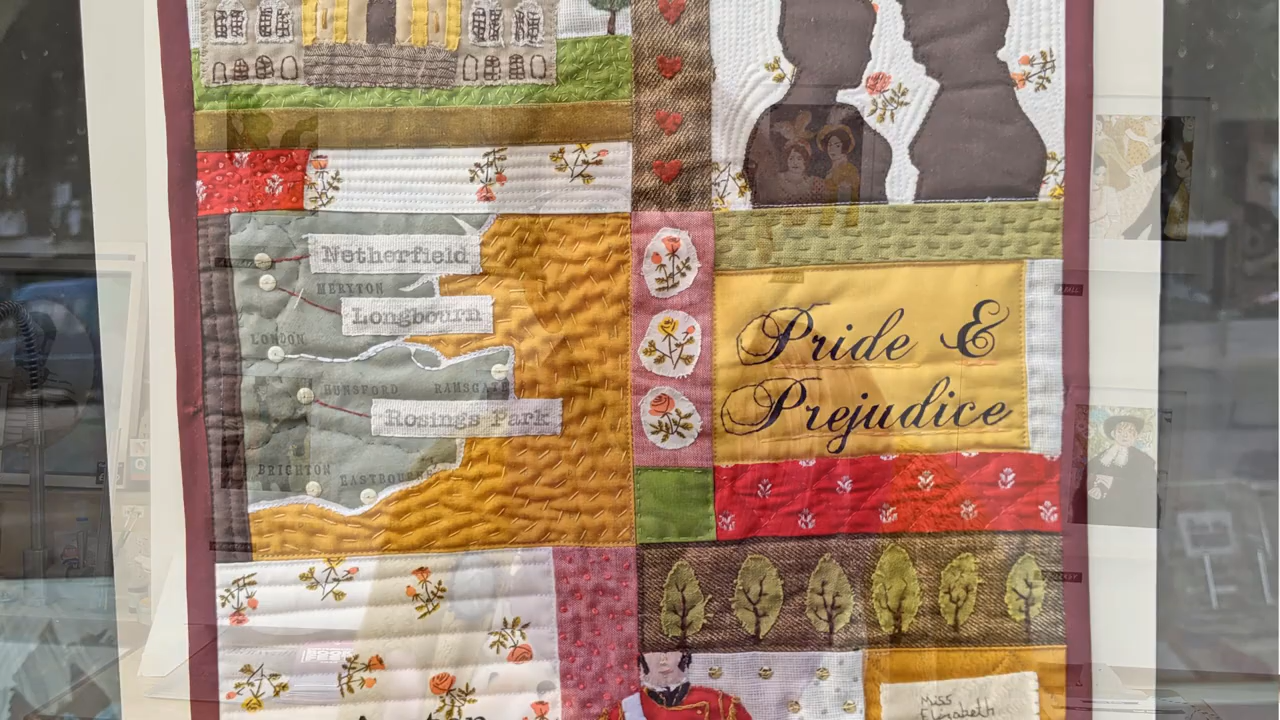 Netherfield
MERYTON
Longbourn
LONDON
HUNSFORD RAMSGATE
Rosings Park
BRIGHTON
EASTBOURNE
Pride &
Prejudice
Miss
Elizabeth